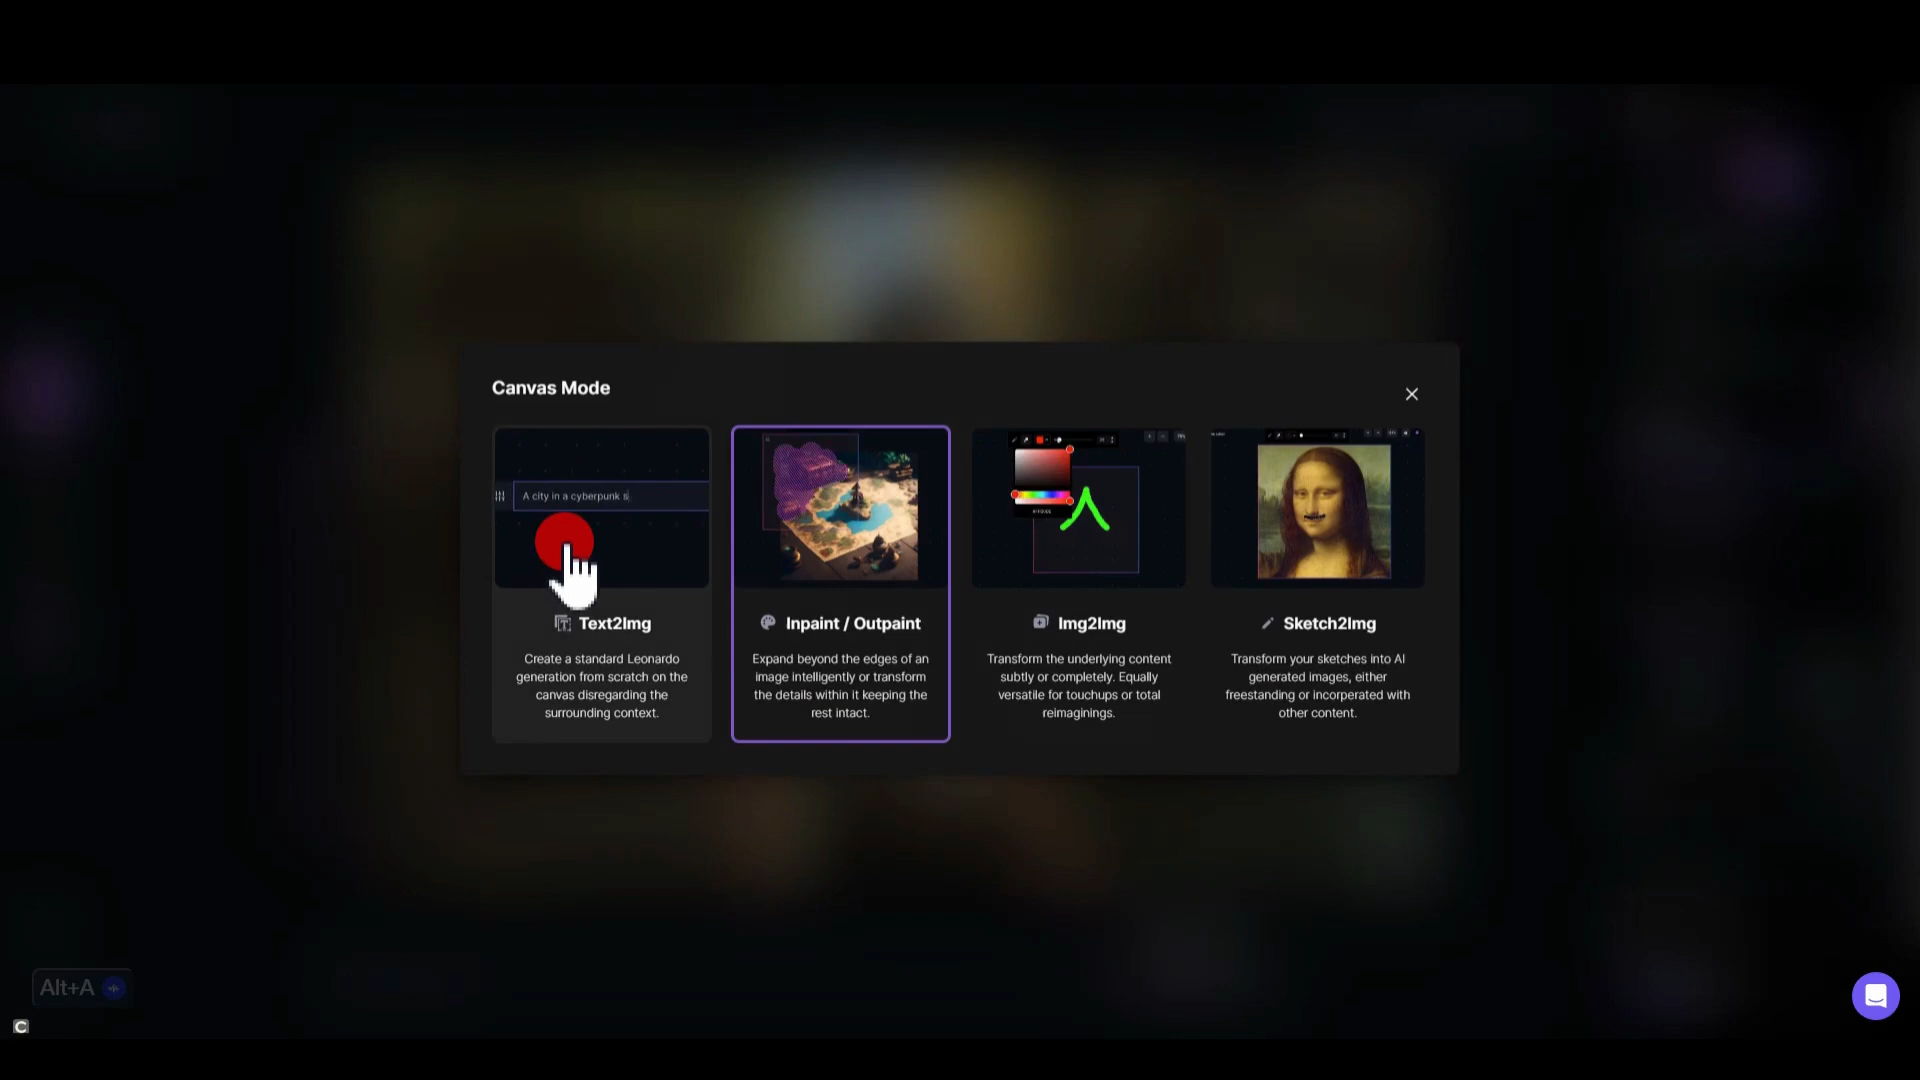 Canvas Mode
A city in a cyberpunk s
Text2Img
Create a standard Leonardo
generation from scratch on the
canvas disregarding the
surrounding context.
Inpaint / Outpaint
Expand beyond the edges of an
image intelligently or transform
the details within it keeping the
rest intact.
Img2Img
Transform the underlying content
subtly or completely. Equally
versatile for touchups or total
reimaginings.
Sketch2Img
Transform your sketches into AI
generated images, either
freestanding or incorperated with
other content.
Alt+A
C